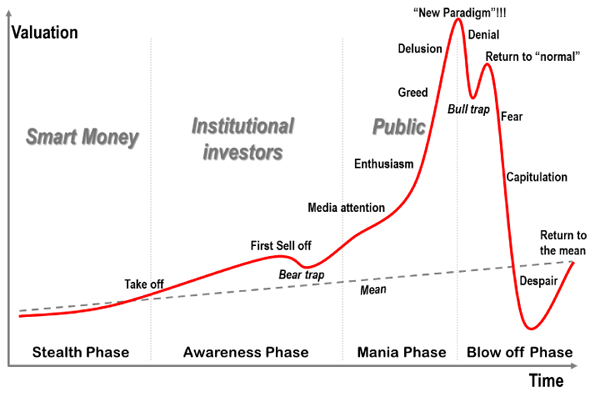 "New Paradigm"!!!
Valuation
Denial
Delusion
Return to "normal"
Greed
Bull trap
Smart Money
Institutional
investors
Public
Fear
Enthusiasm
Capitulation
Media attention
First Sell off
Bear trap
Return to
the mean
Take off
Mean
Despair
Stealth Phase
Awareness Phase
Mania Phase
Blow off Phase
Time